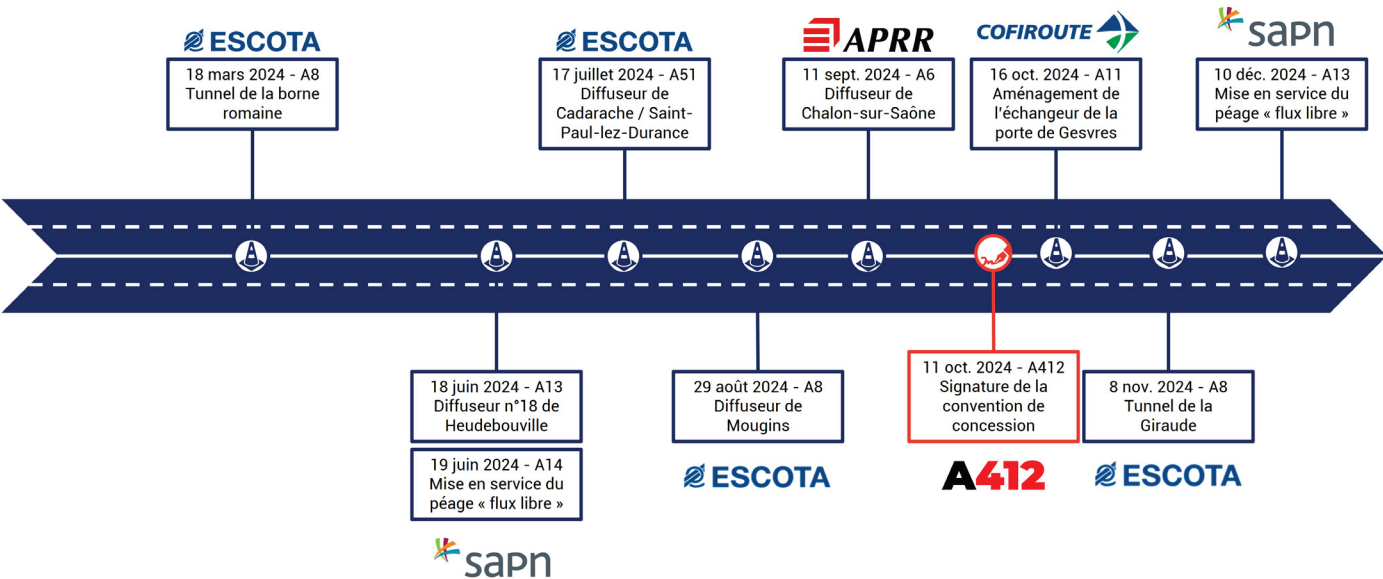 ESCOTA
18 mars 2024 - A8
Tunnel de la borne
romaine
ESCOTA
17 juillet 2024 - A51
Diffuseur de
Cadarache / Saint-
Paul-lez-Durance
APRR
11 sept. 2024 - A6
Diffuseur de
Chalon-sur-Saône
COFIROUTE
16 oct. 2024 - A11
Aménagement de
l'échangeur de la
porte de Gesvres
sapn
10 déc. 2024 - A13
Mise en service du
péage « flux libre »
18 juin 2024 - A13
Diffuseur n°18 de
Heudebouville
19 juin 2024 - A14
Mise en service du
péage « flux libre »
sapn
29 août 2024 - A8
Diffuseur de
Mougins
ESCOTA
11 oct. 2024 - A412
Signature de la
convention de
concession
A412
8 nov. 2024 - A8
Tunnel de la
Giraude
ESCOTA